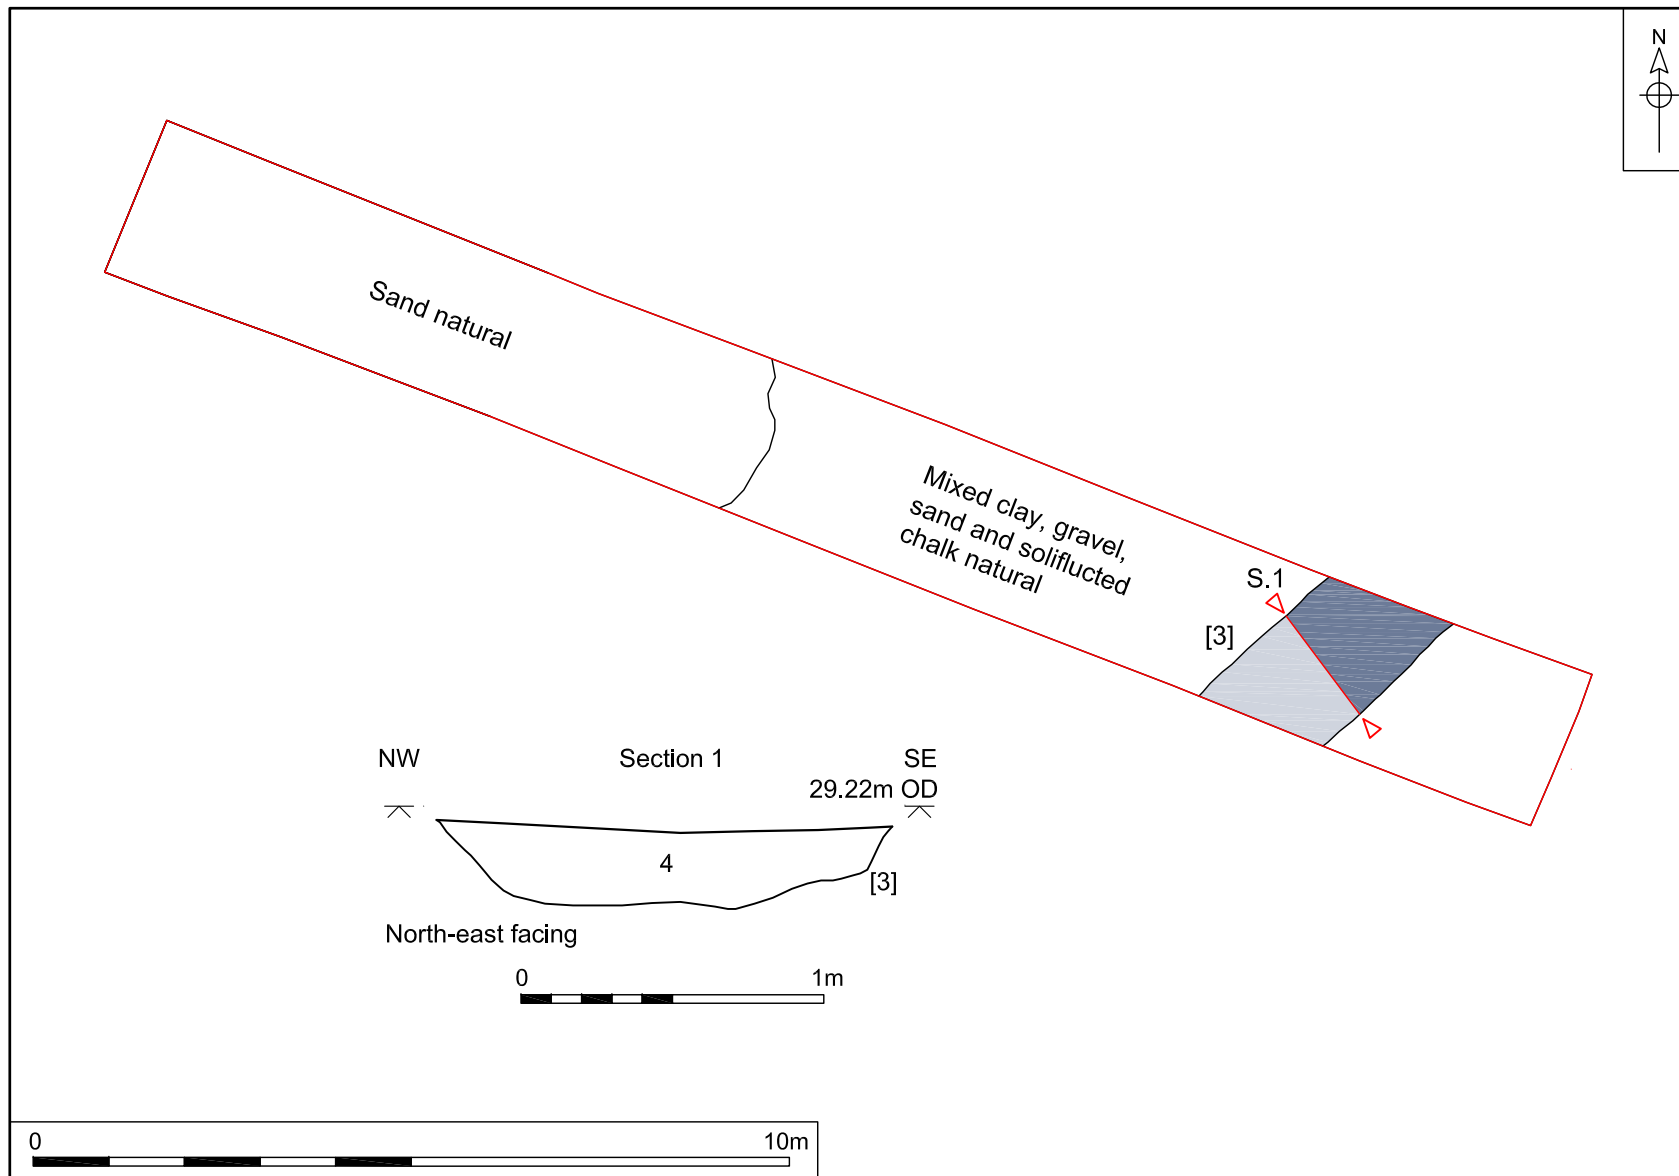 N
Sand natural
Mixed clay, gravel,
sand and soliflucted
chalk natural
S.1
[3]
NW
Section 1
SE
29.22m OD
4
[3]
North-east facing
0
1m
0
10m